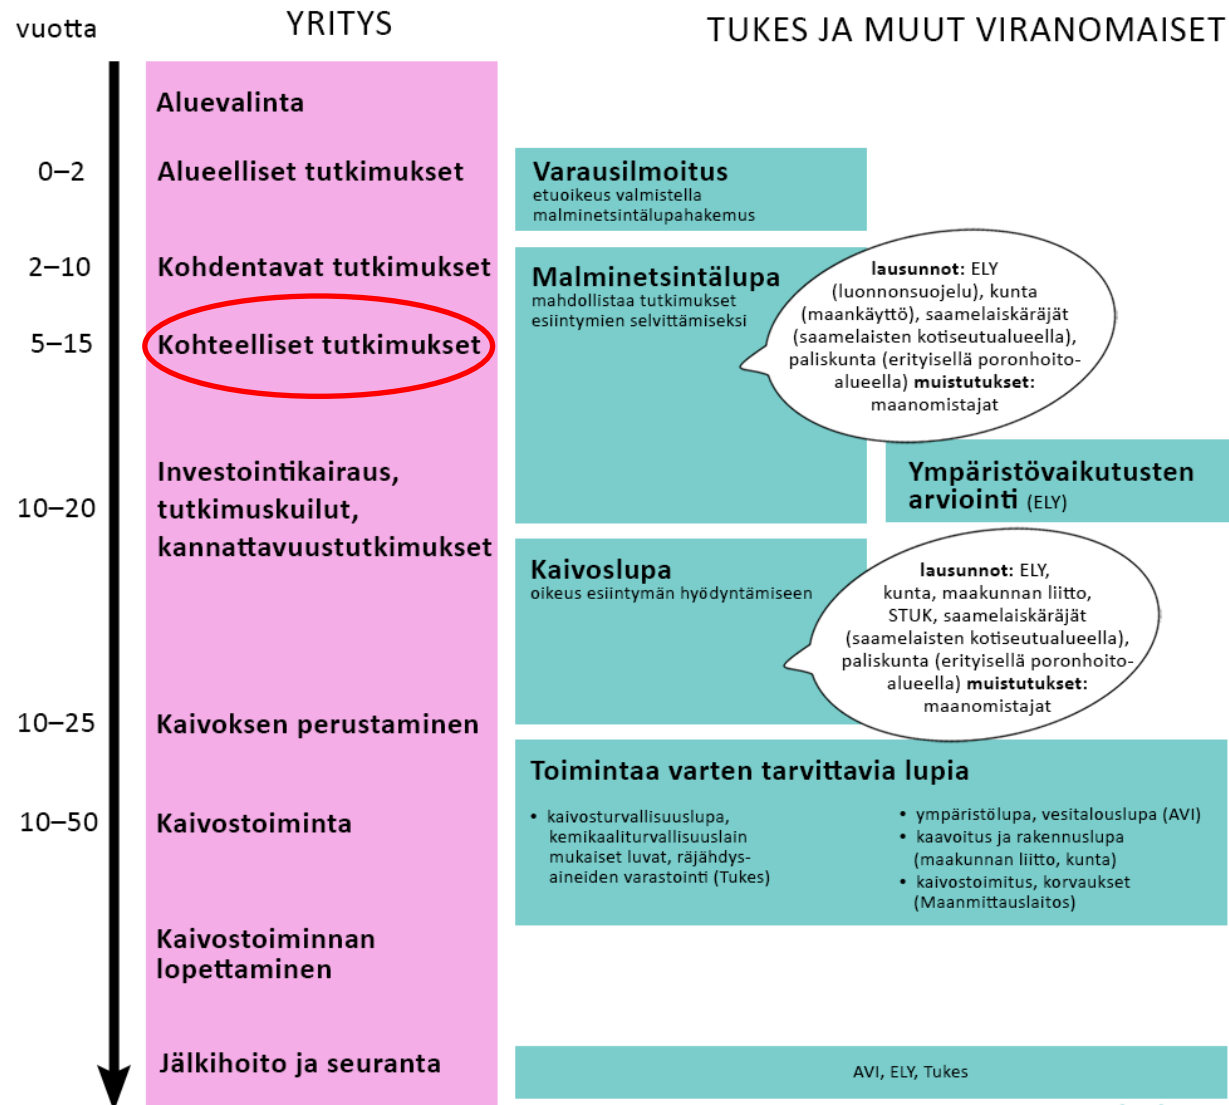 vuotta
YRITYS
TUKES JA MUUT VIRANOMAISET
Aluevalinta
0–2
Alueelliset tutkimukset
Varausilmoitus
etuoikeus valmistella
malminetsintälupahakemus
2–10
Kohdentavat tutkimukset
Malminetsintälupa
mahdollistaa tutkimukset
esiintymien selvittämiseksi
lausunnot: ELY
(luonnonsuojelu), kunta
(maankäyttö), saamelaiskäräjät
(saamelaisten kotiseutualueella),
paliskunta (erityisellä poronhoito-
alueella) muistutukset:
maanomistajat
5–15
Kohteelliset tutkimukset
10–20
Investointikairaus,
tutkimuskuilut,
kannattavuustutkimukset
Ympäristövaikutusten
arviointi (ELY)
Kaivoslupa
oikeus esiintymän hyödyntämiseen
lausunnot: ELY,
kunta, maakunnan liitto,
STUK, saamelaiskäräjät
(saamelaisten kotiseutualueella),
paliskunta (erityisellä poronhoito-
alueella) muistutukset:
maanomistajat
10–25
Kaivoksen perustaminen
Toimintaa varten tarvittavia lupia
• kaivosturvallisuuslupa,
kemikaaliturvallisuuslain
mukaiset luvat, räjähdys-
aineiden varastointi (Tukes)
• ympäristölupa, vesitalouslupa (AVI)
• kaavoitus ja rakennuslupa
(maakunnan liitto, kunta)
• kaivostoimitus, korvaukset
(Maanmittauslaitos)
10–50
Kaivostoiminta
Kaivostoiminnan
lopettaminen
Jälkihoito ja seuranta
AVI, ELY, Tukes